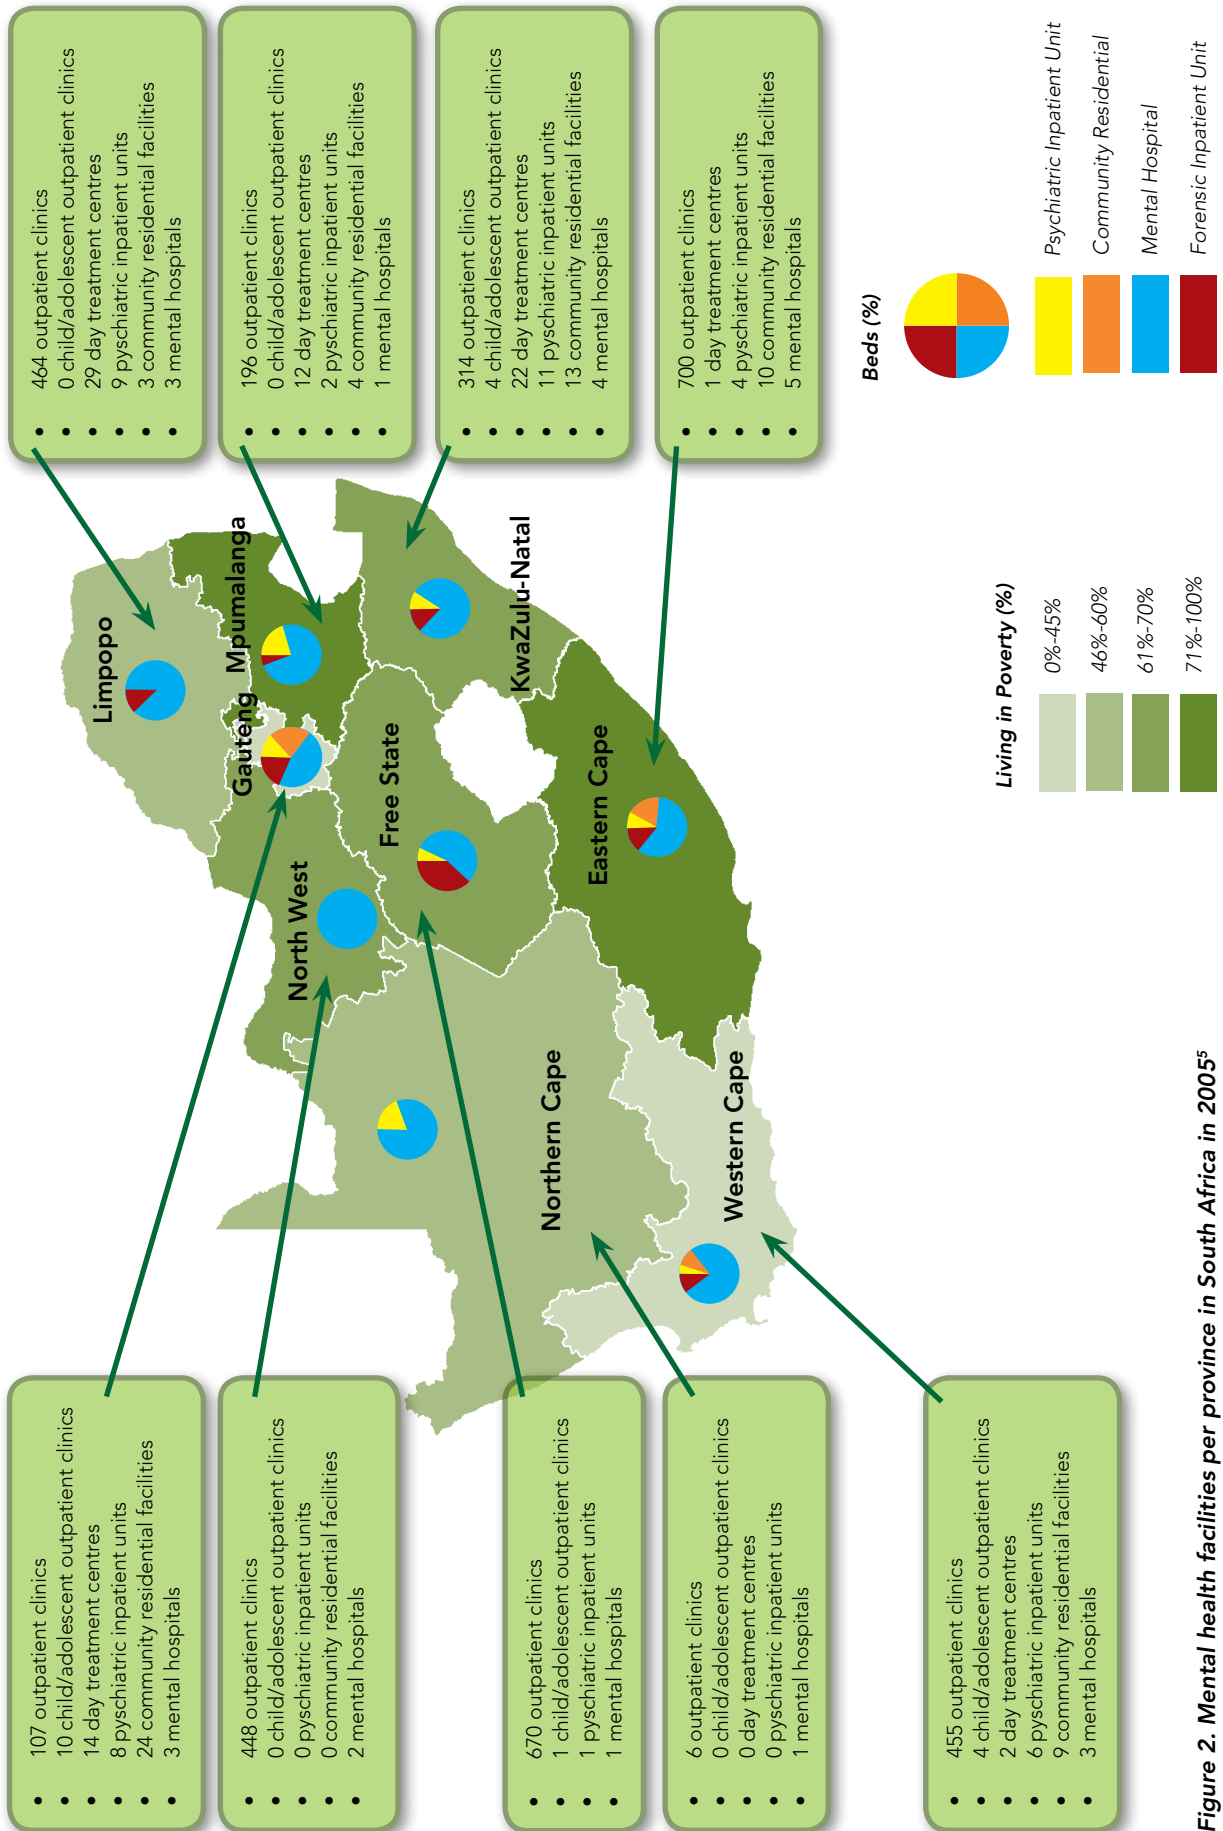 107 outpatient clinics
10 child/adolescent outpatient clinics
14 day treatment centres
8 pyschiatric inpatient units
24 community residential facilities
3 mental hospitals
448 outpatient clinics
0 child/adolescent outpatient clinics
0 pyschiatric inpatient units
0 community residential facilities
2 mental hospitals
670 outpatient clinics
1 child/adolescent outpatient clinics
1 pyschiatric inpatient units
1 mental hospitals
6 outpatient clinics
0 child/adolescent outpatient clinics
0 day treatment centres
0 pyschiatric inpatient units
1 mental hospitals
455 outpatient clinics
4 child/adolescent outpatient clinics
2 day treatment centres
6 pyschiatric inpatient units
9 community residential facilities
3 mental hospitals
Limpopo
Mpumalanga
Gauteng
North West
Free State
KwaZulu-Natal
Eastern Cape
Northern Cape
Western Cape
464 outpatient clinics
0 child/adolescent outpatient clinics
29 day treatment centres
9 pyschiatric inpatient units
3 community residential facilities
3 mental hospitals
196 outpatient clinics
0 child/adolescent outpatient clinics
12 day treatment centres
2 pyschiatric inpatient units
4 community residential facilities
1 mental hospitals
314 outpatient clinics
4 child/adolescent outpatient clinics
22 day treatment centres
11 pyschiatric inpatient units
13 community residential facilities
4 mental hospitals
700 outpatient clinics
1 day treatment centres
4 pyschiatric inpatient units
10 community residential facilities
5 mental hospitals
Living in Poverty (%)
0%-45%
46%-60%
61%-70%
71%-100%
Beds (%)
Psychiatric Inpatient Unit
Community Residential
Mental Hospital
Forensic Inpatient Unit
Figure 2. Mental health facilities per province in South Africa in 2005⁵